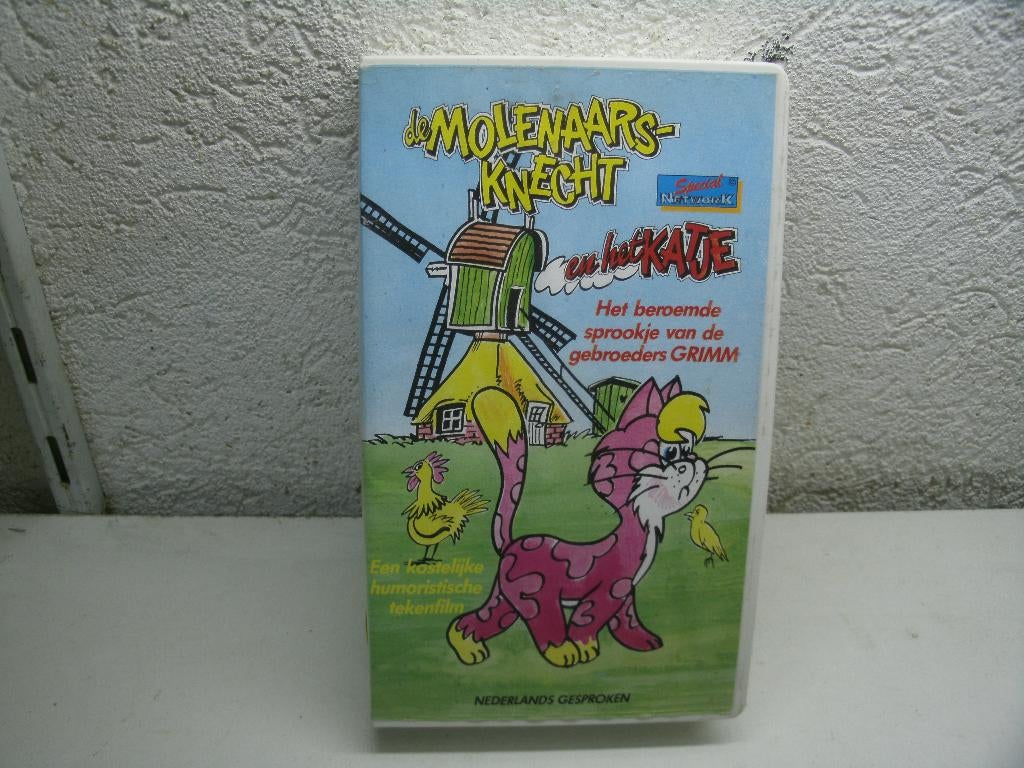 de MOLENAARS-
KNECHT
Special
NETWORK
en het KATJE
Het beroemde
sprookje van de
gebroeders GRIMM
Een kostelijke
humoristische
tekenfilm
NEDERLANDS GESPROKEN